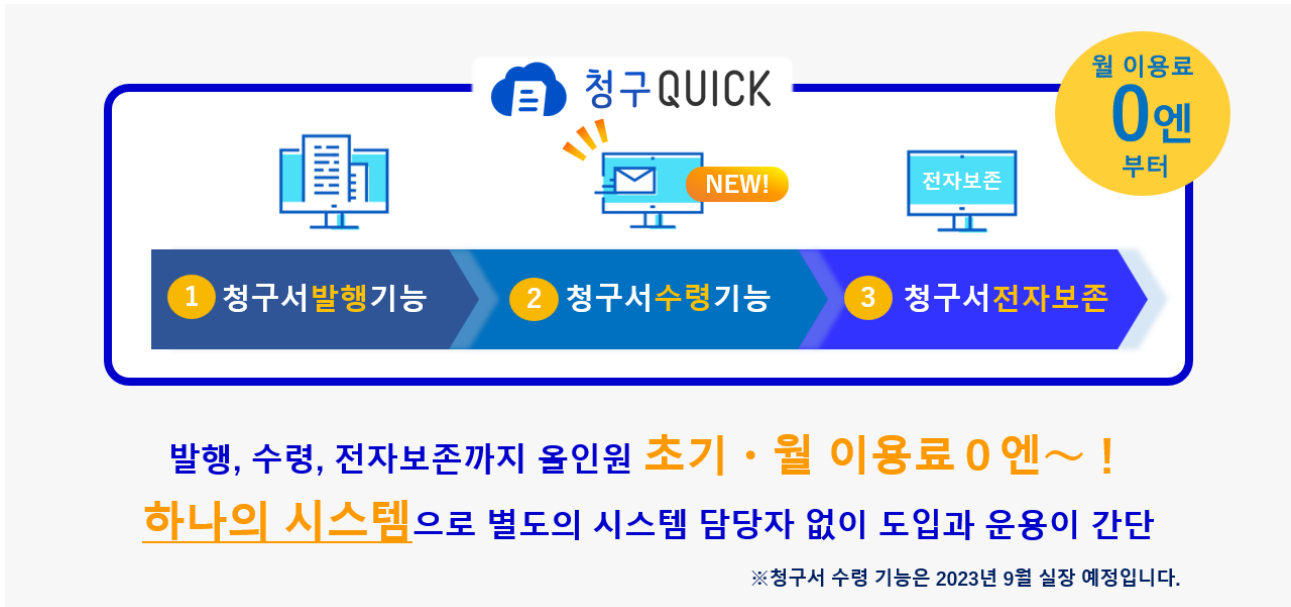 청구QUICK
월 이용료
0엔
부터
NEW!
전자보존
1 청구서발행기능
2 청구서수령기능
3 청구서전자보존
발행, 수령, 전자보존까지 올인원 초기・월 이용료０엔～！
하나의 시스템으로 별도의 시스템 담당자 없이 도입과 운용이 간단
※청구서 수령 기능은 2023년 9월 실장 예정입니다.